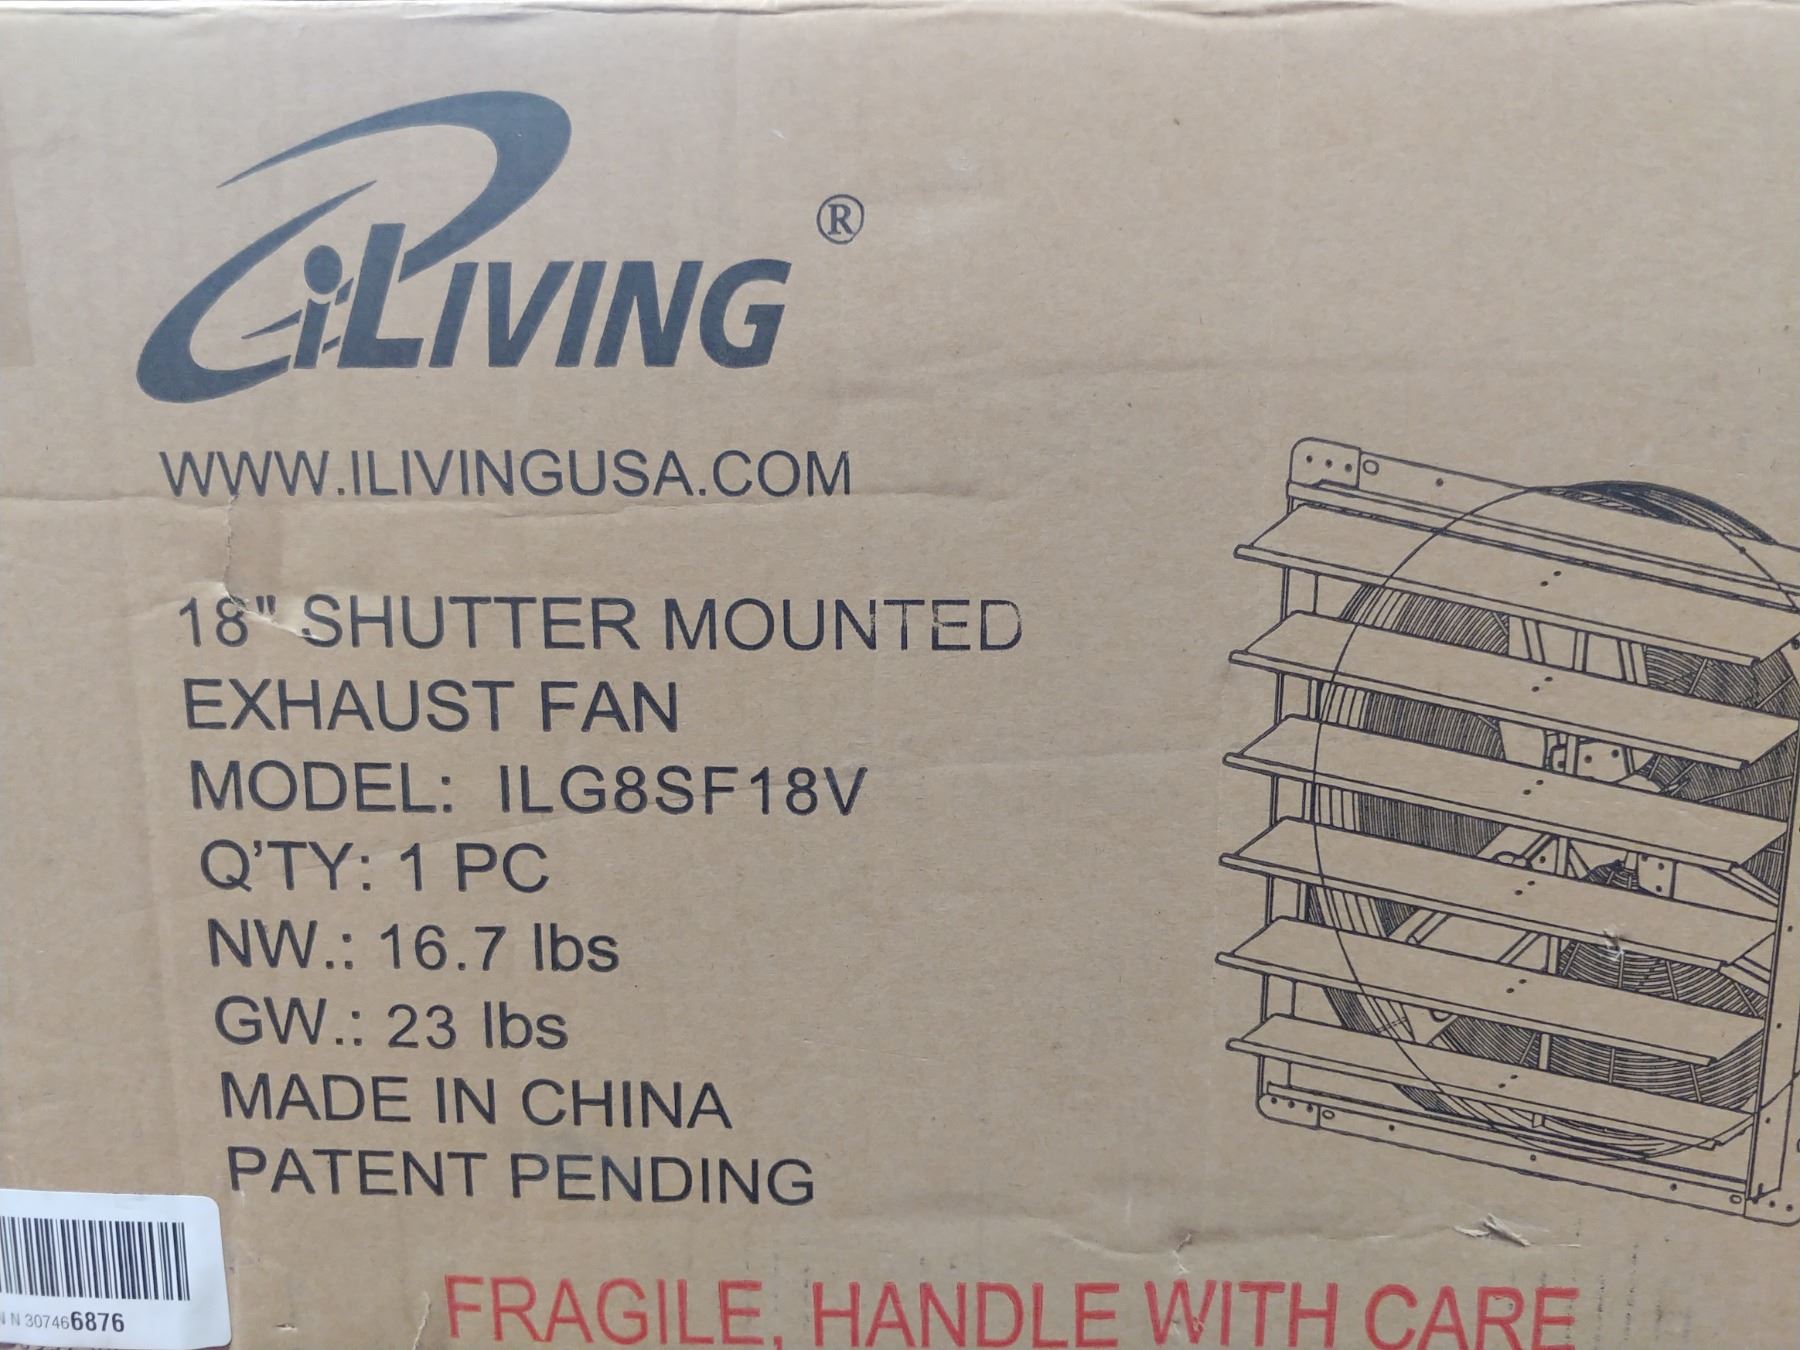 iLIVING ®
WWW.ILIVINGUSA.COM
18" SHUTTER MOUNTED
EXHAUST FAN
MODEL: ILG8SF18V
Q'TY: 1 PC
NW.: 16.7 lbs
GW.: 23 lbs
MADE IN CHINA
PATENT PENDING
N 307466876
FRAGILE, HANDLE WITH CARE